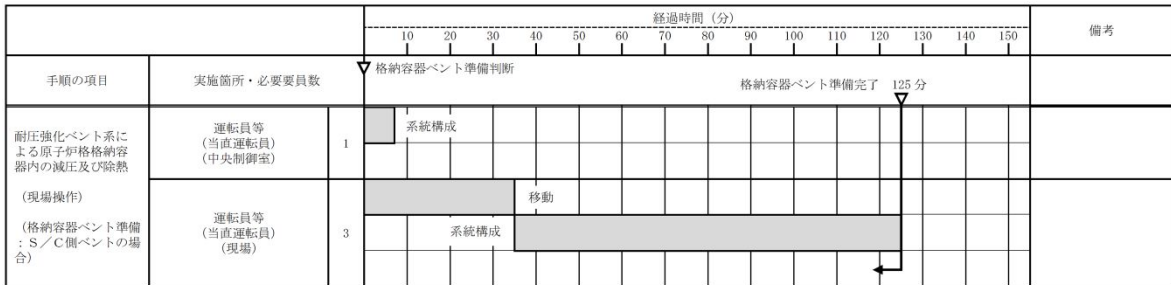 経過時間（分）
備考
10 20 30 40 50 60 70 80 90 100 110 120 130 140 150
手順の項目
実施箇所・必要要員数
格納容器ベント準備判断
格納容器ベント準備完了 125 分
耐圧強化ベント系に
よる原子炉格格納容
器内の減圧及び除熱
（現場操作）
（格納容器ベント準備
：Ｓ／Ｃ側ベントの場
合）
運転員等
（当直運転員）
（中央制御室）
1
系統構成
運転員等
（当直運転員）
（現場）
3
移動
系統構成